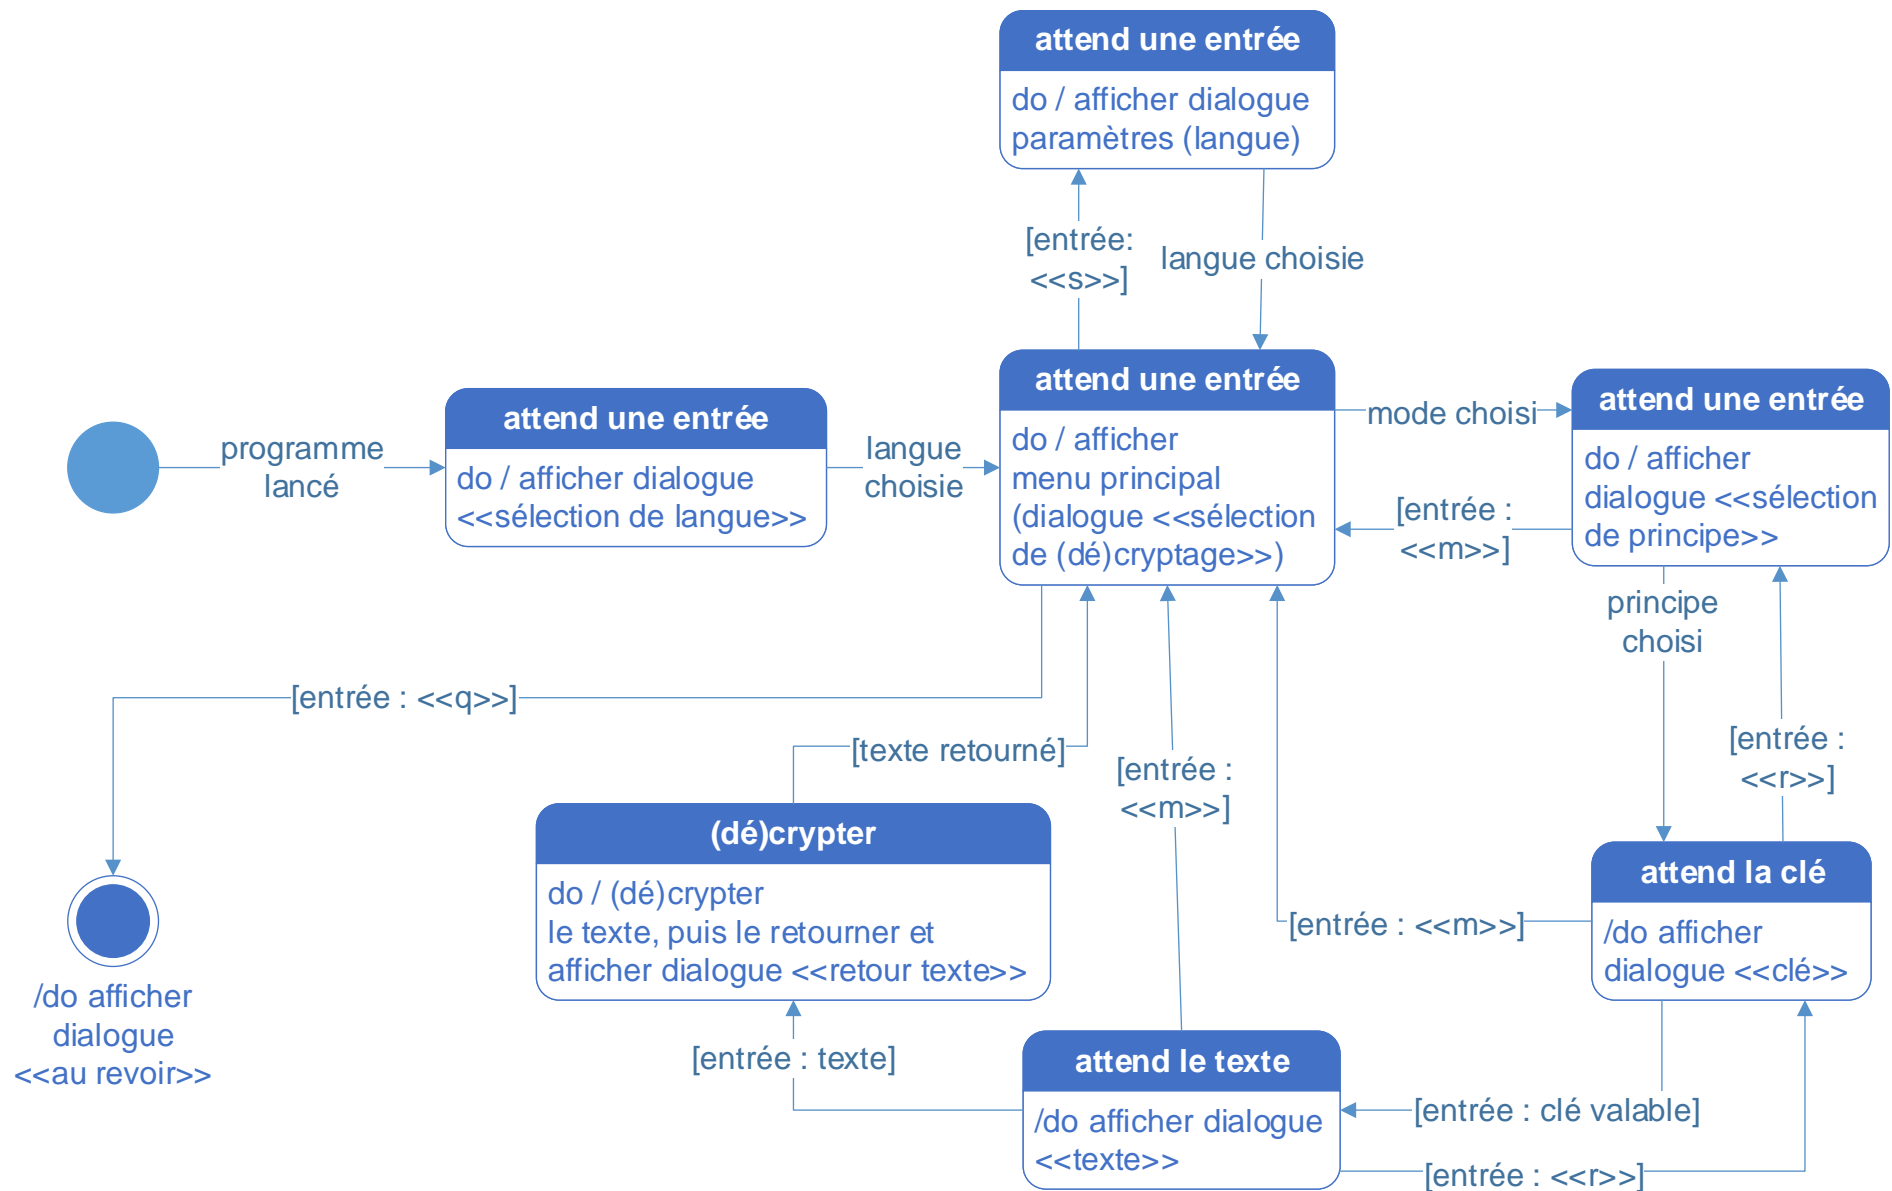 attend une entrée
do / afficher dialogue
paramètres (langue)
[entrée:
<<s>>]
langue choisie
programme
lancé
attend une entrée
do / afficher dialogue
<<sélection de langue>>
langue
choisie
attend une entrée
do / afficher
menu principal
(dialogue <<sélection
de (dé)cryptage>>)
mode choisi
[entrée :
<<m>>]
attend une entrée
do / afficher
dialogue <<sélection
de principe>>
principe
choisi
[entrée :
<<r>>]
[entrée : <<q>>]
[texte retourné]
[entrée :
<<m>>]
(dé)crypter
do / (dé)crypter
le texte, puis le retourner et
afficher dialogue <<retour texte>>
[entrée : <<m>>]
attend la clé
/do afficher
dialogue <<clé>>
/do afficher
dialogue
<<au revoir>>
[entrée : texte]
attend le texte
/do afficher dialogue
<<texte>>
[entrée : clé valable]
[entrée : <<r>>]